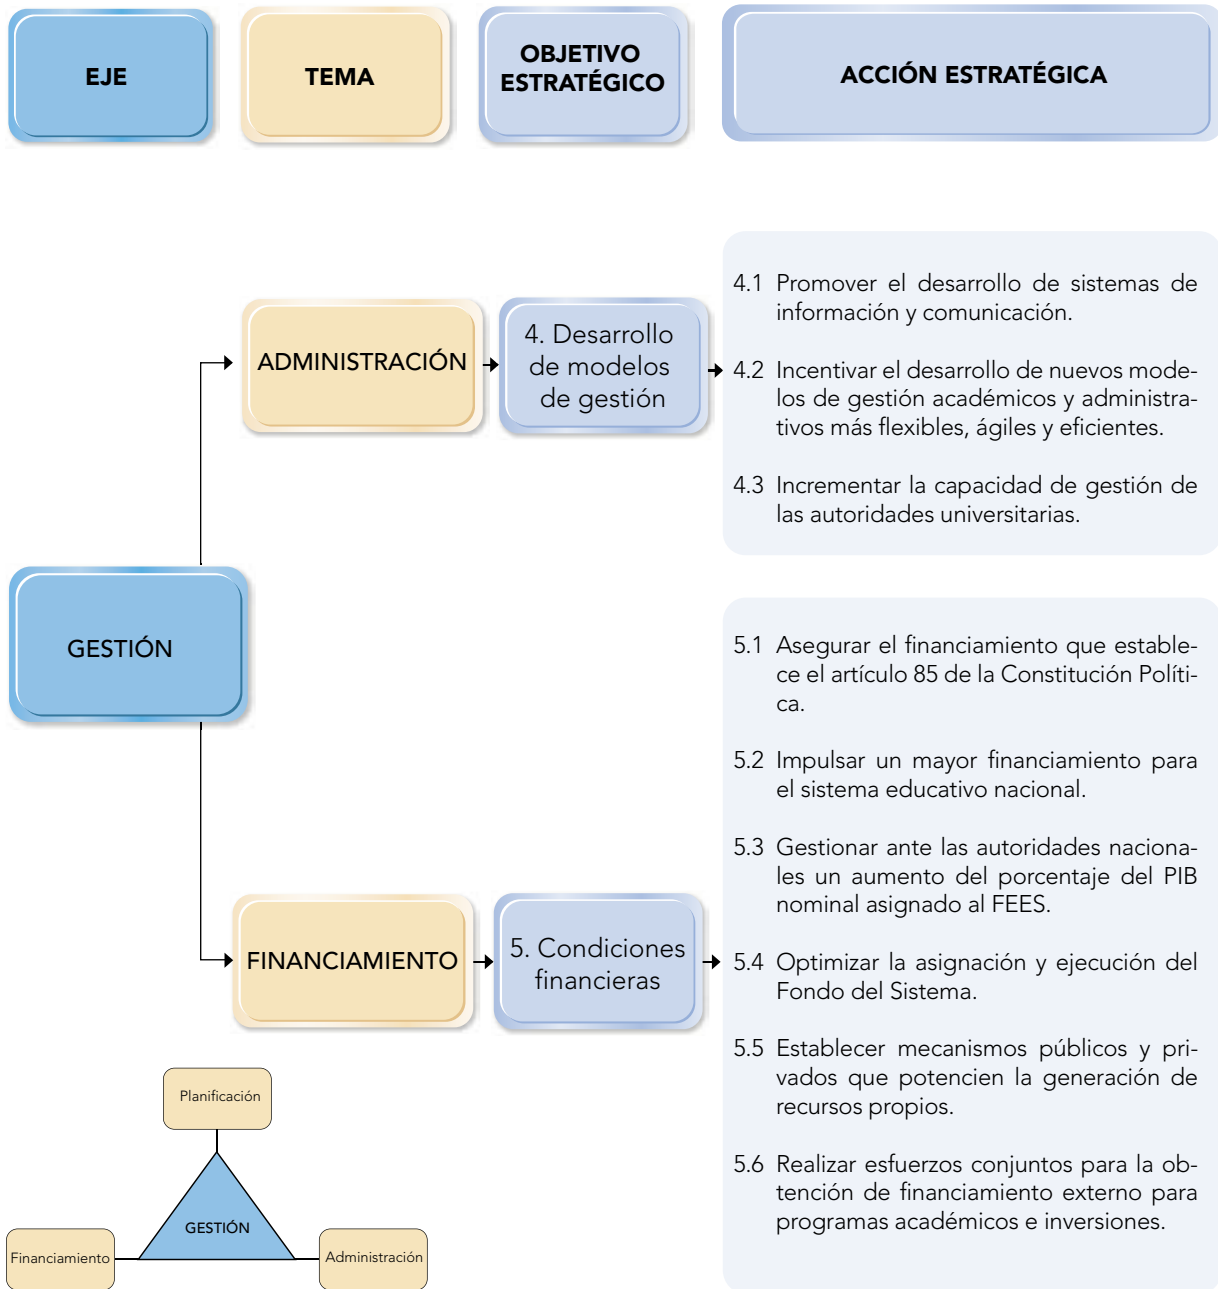 EJE
TEMA
OBJETIVO
ESTRATÉGICO
ACCIÓN ESTRATÉGICA
ADMINISTRACIÓN
4. Desarrollo
de modelos
de gestión
4.1 Promover el desarrollo de sistemas de
información y comunicación.
4.2 Incentivar el desarrollo de nuevos mode-
los de gestión académicos y administra-
tivos más flexibles, ágiles y eficientes.
4.3 Incrementar la capacidad de gestión de
las autoridades universitarias.
GESTIÓN
FINANCIAMIENTO
5. Condiciones
financieras
5.1 Asegurar el financiamiento que estable-
ce el artículo 85 de la Constitución Políti-
ca.
5.2 Impulsar un mayor financiamiento para
el sistema educativo nacional.
5.3 Gestionar ante las autoridades naciona-
les un aumento del porcentaje del PIB
nominal asignado al FEES.
5.4 Optimizar la asignación y ejecución del
Fondo del Sistema.
5.5 Establecer mecanismos públicos y pri-
vados que potencien la generación de
recursos propios.
5.6 Realizar esfuerzos conjuntos para la ob-
tención de financiamiento externo para
programas académicos e inversiones.
Planificación
GESTIÓN
Financiamiento
Administración